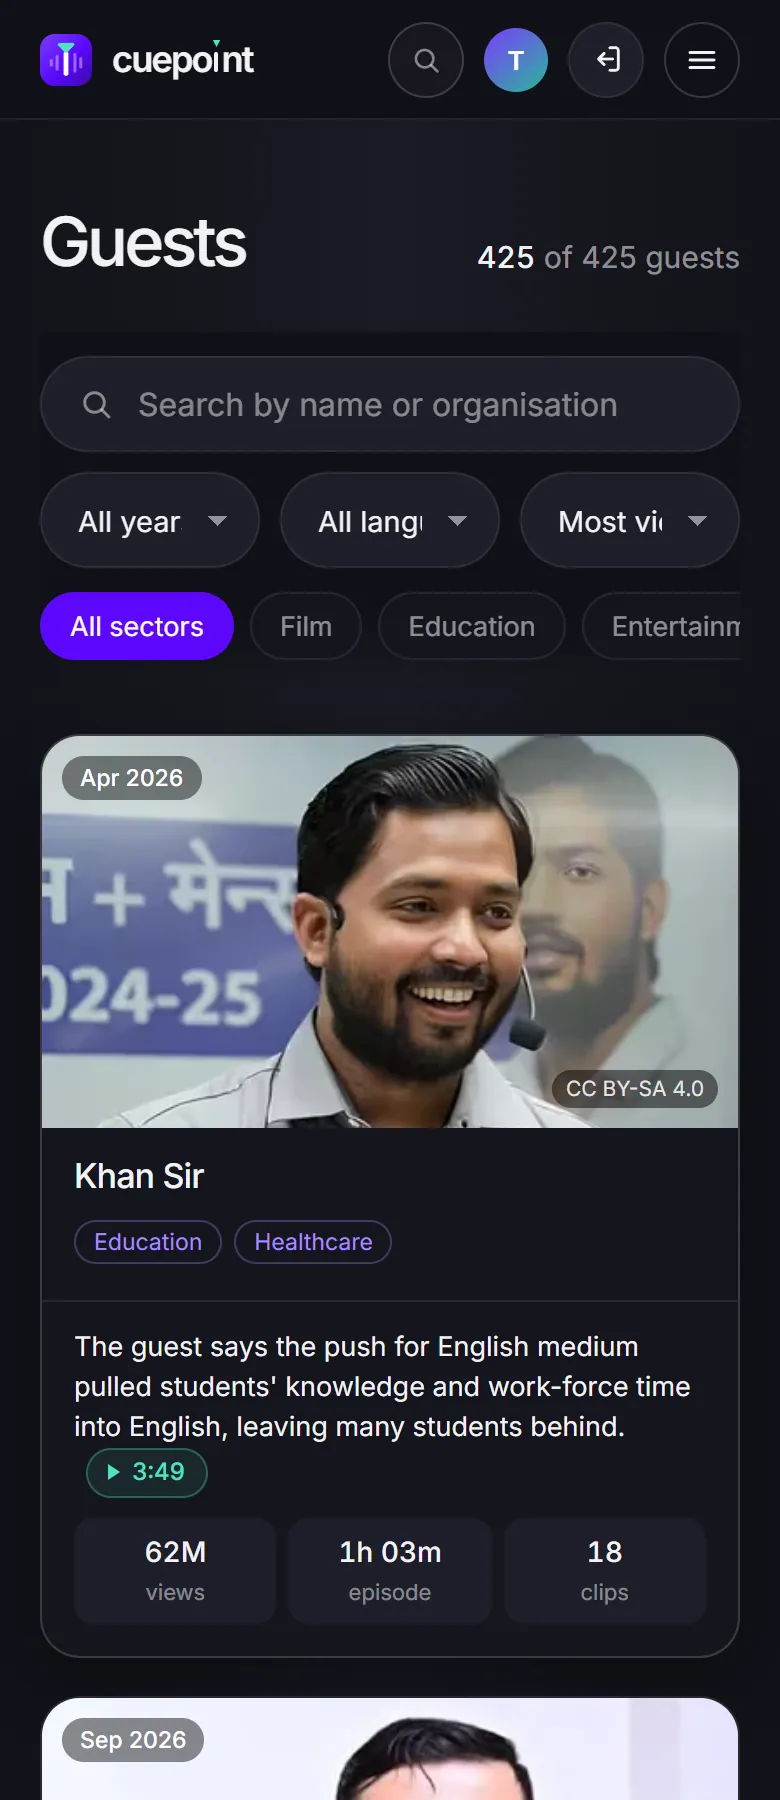 cuepoint
T
Guests
425 of 425 guests
Search by name or organisation
All year
All lang
Most vi
All sectors
Film
Education
Entertain
Apr 2026
+ मेन्स
024-25
CC BY-SA 4.0
Khan Sir
Education
Healthcare
The guest says the push for English medium
pulled students' knowledge and work-force time
into English, leaving many students behind.
3:49
62M
1h 03m
18
views
episode
clips
Sep 2026